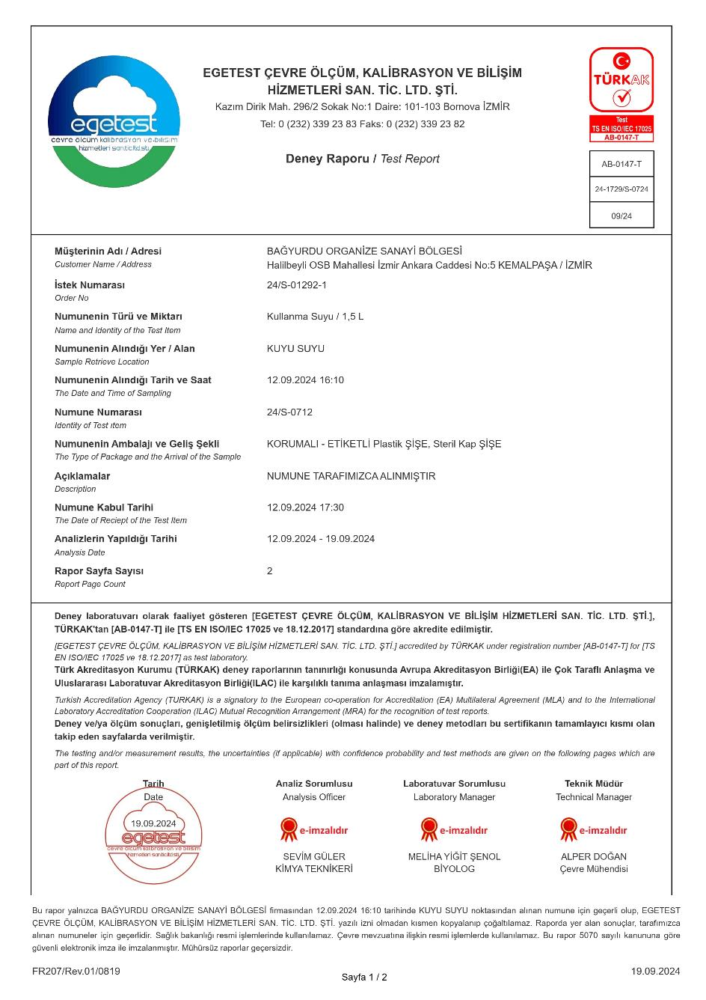 egetest
çevre ölçüm kalibrasyon ve bilişim
hizmetleri san.tic.ltd.şti.
EGETEST ÇEVRE ÖLÇÜM, KALİBRASYON VE BİLİŞİM
HİZMETLERİ SAN. TİC. LTD. ŞTİ.
Kazım Dirik Mah. 296/2 Sokak No:1 Daire: 101-103 Bornova İZMİR
Tel: 0 (232) 339 23 83 Faks: 0 (232) 339 23 82
Deney Raporu / Test Report
TÜRKAK
Test
TS EN ISO/IEC 17025
AB-0147-T
AB-0147-T
24-1729/S-0724
09/24
Müşterinin Adı / Adresi BAĞYURDU ORGANİZE SANAYİ BÖLGESİ
Customer Name / Address Halilbeyli OSB Mahallesi İzmir Ankara Caddesi No:5 KEMALPAŞA / İZMİR
İstek Numarası 24/S-01292-1
Order No
Numunenin Türü ve Miktarı Kullanma Suyu / 1,5 L
Name and Identity of the Test Item
Numunenin Alındığı Yer / Alan KUYU SUYU
Sample Retrieve Location
Numunenin Alındığı Tarih ve Saat 12.09.2024 16:10
The Date and Time of Sampling
Numune Numarası 24/S-0712
Identity of Test item
Numunenin Ambalajı ve Geliş Şekli KORUMALI - ETİKETLİ Plastik ŞİŞE, Steril Kap ŞİŞE
The Type of Package and the Arrival of the Sample
Açıklamalar NUMUNE TARAFIMIZCA ALINMIŞTIR
Description
Numune Kabul Tarihi 12.09.2024 17:30
The Date of Reciept of the Test Item
Analizlerin Yapıldığı Tarihi 12.09.2024 - 19.09.2024
Analysis Date
Rapor Sayfa Sayısı 2
Report Page Count
Deney laboratuvarı olarak faaliyet gösteren [EGETEST ÇEVRE ÖLÇÜM, KALİBRASYON VE BİLİŞİM HİZMETLERİ SAN. TİC. LTD. ŞTİ.],
TÜRKAK'tan [AB-0147-T] ile [TS EN ISO/IEC 17025 ve 18.12.2017] standardına göre akredite edilmiştir.
[EGETEST ÇEVRE ÖLÇÜM, KALİBRASYON VE BİLİŞİM HİZMETLERİ SAN. TİC. LTD. ŞTİ.] accredited by TÜRKAK under registration number [AB-0147-T] for [TS
EN ISO/IEC 17025 ve 18.12.2017] as test laboratory.
Türk Akreditasyon Kurumu (TÜRKAK) deney raporlarının tanınırlığı konusunda Avrupa Akreditasyon Birliği(EA) ile Çok Taraflı Anlaşma ve
Uluslararası Laboratuvar Akreditasyon Birliği(ILAC) ile karşılıklı tanıma anlaşması imzalamıştır.
Turkish Accreditation Agency (TURKAK) is a signatory to the European co-operation for Accreditation (EA) Multilateral Agreement (MLA) and to the International
Laboratory Accreditation Cooperation (ILAC) Mutual Recognition Arrangement (MRA) for the recognition of test reports.
Deney ve/ya ölçüm sonuçları, genişletilmiş ölçüm belirsizlikleri (olması halinde) ve deney metodları bu sertifikanın tamamlayıcı kısmı olan
takip eden sayfalarda verilmiştir.
The testing and/or measurement results, the uncertainties (if applicable) with confidence probability and test methods are given on the following pages which are
part of this report.
Tarih Analiz Sorumlusu Laboratuvar Sorumlusu Teknik Müdür
Date Analysis Officer Laboratory Manager Technical Manager
19.09.2024 e-imzalıdır e-imzalıdır e-imzalıdır
egetest
çevre ölçüm kalibrasyon ve bilişim
hizmetleri san.tic.ltd.şti.
SEVİM GÜLER MELİHA YİĞİT ŞENOL ALPER DOĞAN
KİMYA TEKNİKERİ BİYOLOG Çevre Mühendisi
Bu rapor yalnızca BAĞYURDU ORGANİZE SANAYİ BÖLGESİ firmasından 12.09.2024 16:10 tarihinde KUYU SUYU noktasından alınan numune için geçerli olup, EGETEST
ÇEVRE ÖLÇÜM, KALİBRASYON VE BİLİŞİM HİZMETLERİ SAN. TİC. LTD. ŞTİ. yazılı izni olmadan kısmen kopyalanıp çoğaltılamaz. Raporda yer alan sonuçlar, tarafımızca
alınan numuneler için geçerlidir. Sağlık bakanlığı resmi işlemlerinde kullanılamaz. Çevre mevzuatına ilişkin resmi işlemlerde kullanılamaz. Bu rapor 5070 sayılı kanununa göre
güvenli elektronik imza ile imzalanmıştır. Mühürsüz raporlar geçersizdir.
FR207/Rev.01/0819 Sayfa 1 / 2 19.09.2024